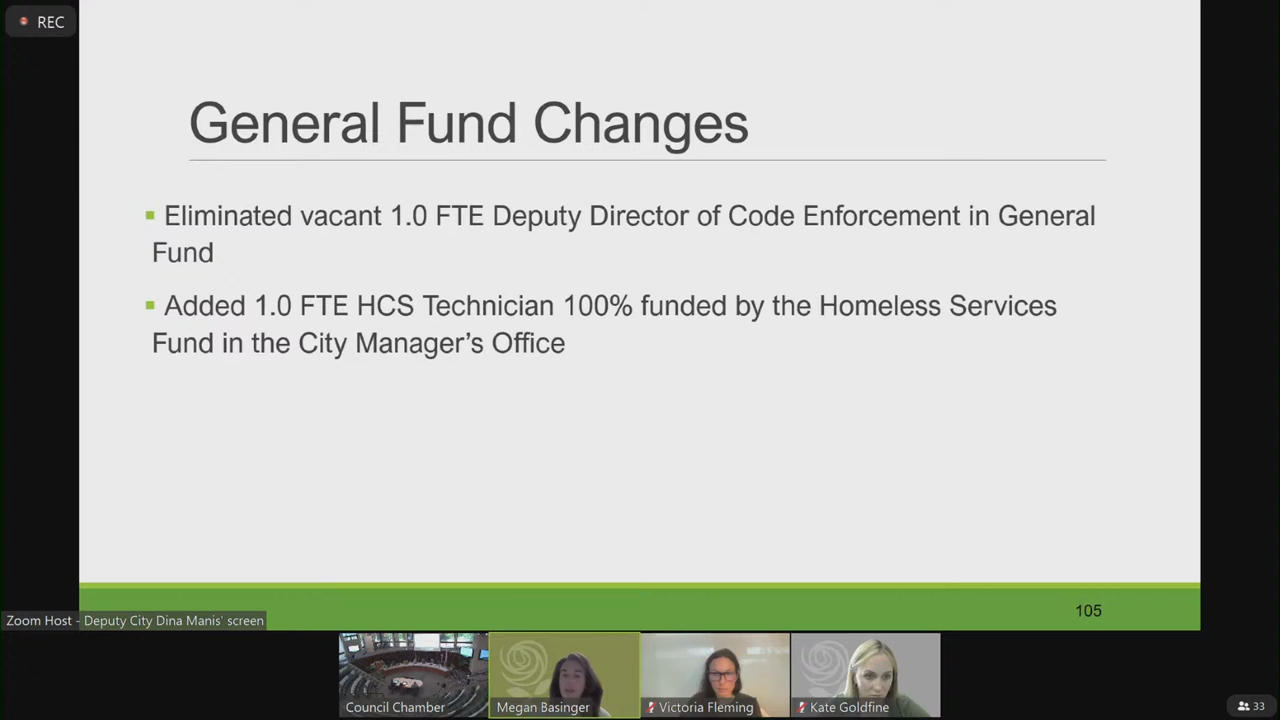 REC
General Fund Changes
▪ Eliminated vacant 1.0 FTE Deputy Director of Code Enforcement in General
Fund
▪ Added 1.0 FTE HCS Technician 100% funded by the Homeless Services
Fund in the City Manager's Office
105
Zoom Host - Deputy City Dina Manis' screen
Council Chamber
Megan Basinger
Victoria Fleming
Kate Goldfine
33